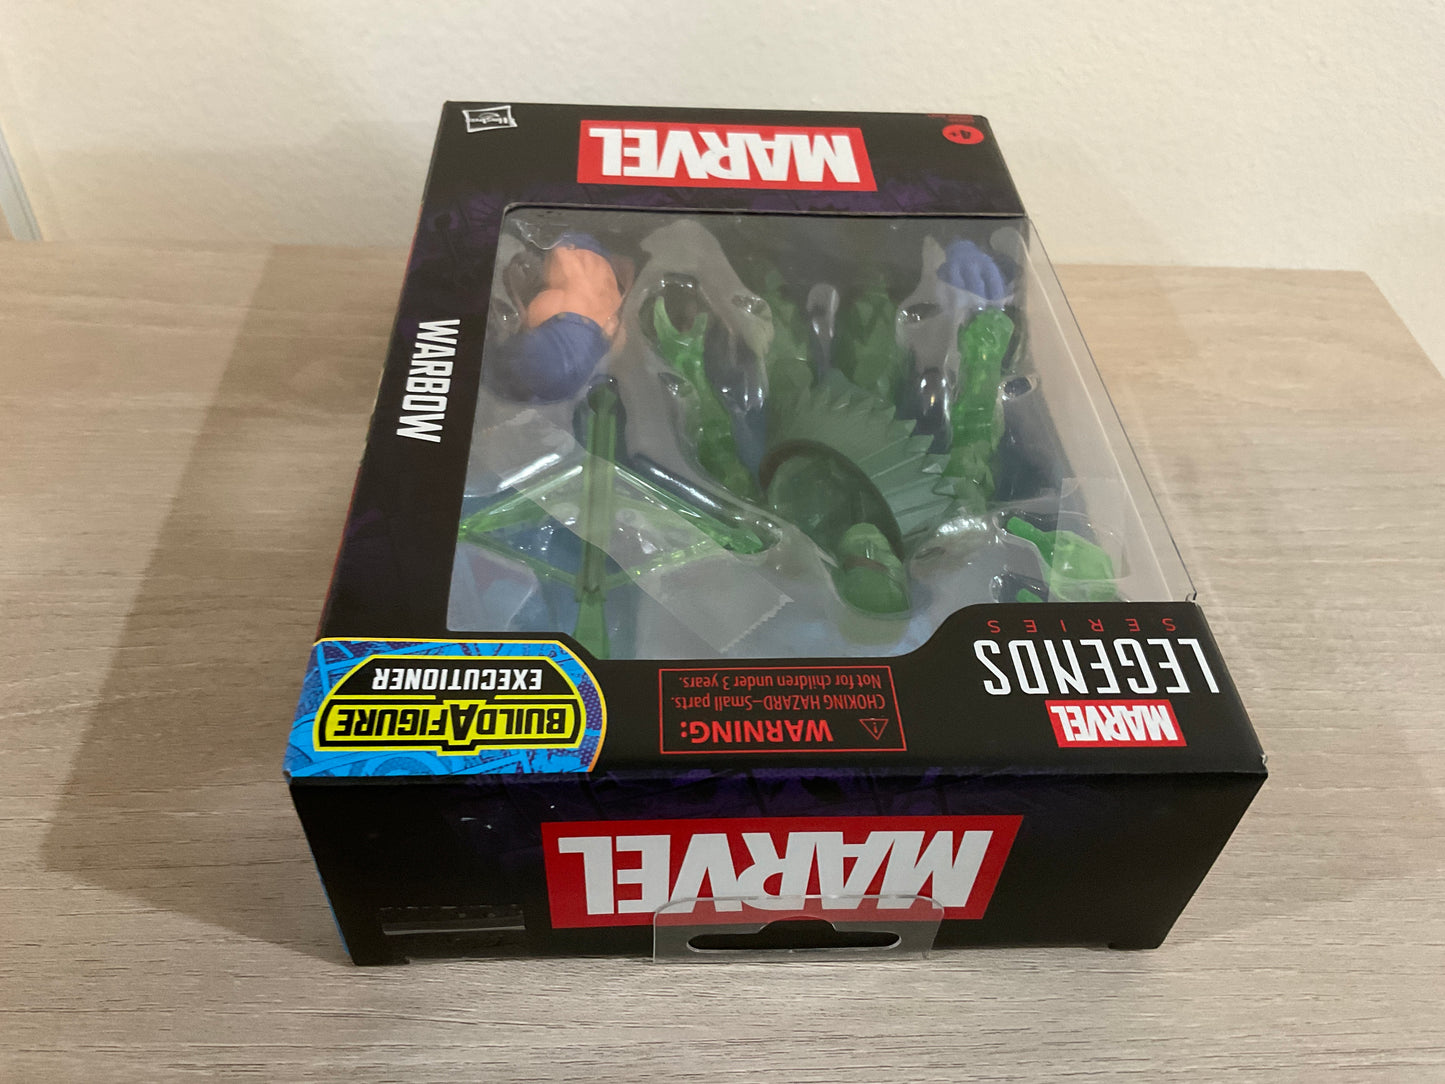 MARVEL
WARNING:
CHOKING HAZARD–Small parts.
Not for children under 3 years.
MARVEL
LEGENDS
SERIES
BUILD A FIGURE
EXECUTIONER
WARBOW
MARVEL
Hasbro
4+